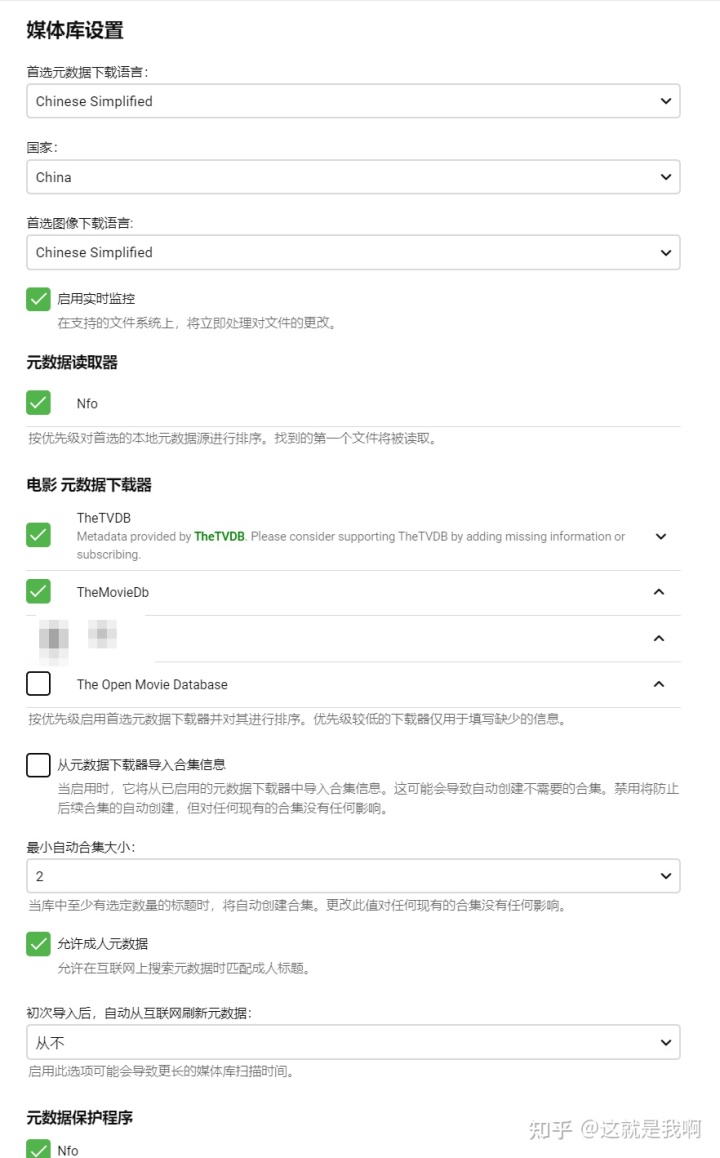 媒体库设置
首选元数据下载语言:
Chinese Simplified
国家:
China
首选图像下载语言:
Chinese Simplified
启用实时监控
在支持的文件系统上，将立即处理对文件的更改。
元数据读取器
Nfo
按优先级对首选的本地元数据源进行排序。找到的第一个文件将被读取。
电影 元数据下载器
TheTVDB
Metadata provided by TheTVDB. Please consider supporting TheTVDB by adding missing information or
subscribing.
TheMovieDb
The Open Movie Database
按优先级启用首选元数据下载器并对其进行排序。优先级较低的下载器仅用于填写缺少的信息。
从元数据下载器导入合集信息
当启用时，它将从已启用的元数据下载器中导入合集信息。这可能会导致自动创建不需要的合集。禁用将防止
后续合集的自动创建，但对任何现有的合集没有任何影响。
最小自动合集大小:
2
当库中至少有选定数量的标题时，将自动创建合集。更改此值对任何现有的合集没有任何影响。
允许成人元数据
允许在互联网上搜索元数据时匹配成人标题。
初次导入后，自动从互联网刷新元数据:
从不
启用此选项可能会导致更长的媒体库扫描时间。
元数据保护程序
Nfo
知乎 @这就是我啊